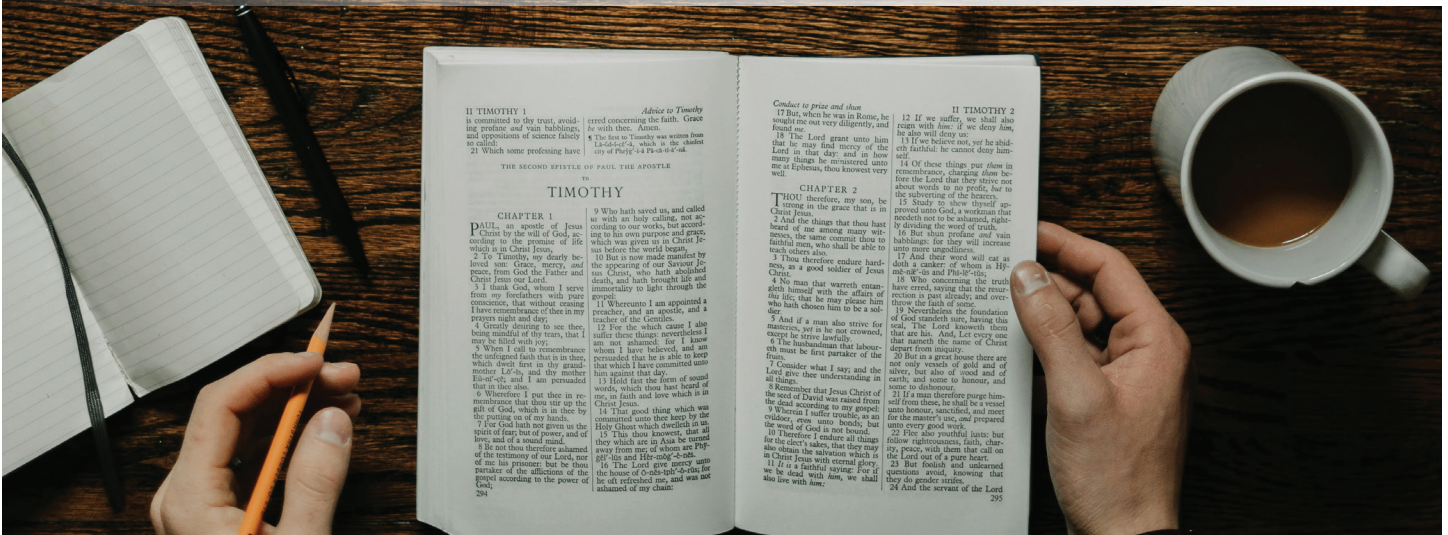 II TIMOTHY 1
Advice to Timothy
is committed to thy trust, avoid-
ing profane and vain babblings,
and oppositions of science falsely
so called:
21 Which some professing have
erred concerning the faith. Grace
be with thee. Amen.
¶ The first to Timothy was written from
Lā-ŏd-ĭ-çē´-ȧ, which is the chiefest
city of Phrȳġ´-ĭ-ȧ Pā-cȧ-tĭ-ā´-nȧ.
THE SECOND EPISTLE OF PAUL THE APOSTLE
TO
TIMOTHY
CHAPTER 1
PAUL, an apostle of Jesus
Christ by the will of God, ac-
cording to the promise of life
which is in Christ Jesus,
2 To Timothy, my dearly be-
loved son: Grace, mercy, and
peace, from God the Father and
Christ Jesus our Lord.
3 I thank God, whom I serve
from my forefathers with pure
conscience, that without ceasing
I have remembrance of thee in my
prayers night and day;
4 Greatly desiring to see thee,
being mindful of thy tears, that I
may be filled with joy;
5 When I call to remembrance
the unfeigned faith that is in thee,
which dwelt first in thy grand-
mother Lō´-ĭs, and thy mother
Eū-nī´-çē; and I am persuaded
that in thee also.
6 Wherefore I put thee in re-
membrance that thou stir up the
gift of God, which is in thee by
the putting on of my hands.
7 For God hath not given us the
spirit of fear; but of power, and of
love, and of a sound mind.
8 Be not thou therefore ashamed
of the testimony of our Lord, nor
of me his prisoner: but be thou
partaker of the afflictions of the
gospel according to the power of
God;
294
9 Who hath saved us, and called
us with an holy calling, not ac-
cording to our works, but accord-
ing to his own purpose and grace,
which was given us in Christ Je-
sus before the world began,
10 But is now made manifest by
the appearing of our Saviour Je-
sus Christ, who hath abolished
death, and hath brought life and
immortality to light through the
gospel:
11 Whereunto I am appointed a
preacher, and an apostle, and a
teacher of the Gentiles.
12 For the which cause I also
suffer these things: nevertheless I
am not ashamed: for I know
whom I have believed, and am
persuaded that he is able to keep
that which I have committed unto
him against that day.
13 Hold fast the form of sound
words, which thou hast heard of
me, in faith and love which is in
Christ Jesus.
14 That good thing which was
committed unto thee keep by the
Holy Ghost which dwelleth in us.
15 This thou knowest, that all
they which are in Asia be turned
away from me; of whom are Phȳ-
ġĕl´-lŭs and Hẽr-mŏġ´-ĕ-nēs.
16 The Lord give mercy unto
the house of Ŏ-nĕs-ĭph´-ŏ-rŭs; for
he oft refreshed me, and was not
ashamed of my chain:
Conduct to prize and shun
II TIMOTHY 2
17 But, when he was in Rome, he
sought me out very diligently, and
found me.
18 The Lord grant unto him
that he may find mercy of the
Lord in that day: and in how
many things he ministered unto
me at Ephesus, thou knowest very
well.
CHAPTER 2
THOU therefore, my son, be
strong in the grace that is in
Christ Jesus.
2 And the things that thou hast
heard of me among many wit-
nesses, the same commit thou to
faithful men, who shall be able to
teach others also.
3 Thou therefore endure hard-
ness, as a good soldier of Jesus
Christ.
4 No man that warreth entan-
gleth himself with the affairs of
this life; that he may please him
who hath chosen him to be a sol-
dier.
5 And if a man also strive for
masteries, yet is he not crowned,
except he strive lawfully.
6 The husbandman that labour-
eth must be first partaker of the
fruits.
7 Consider what I say; and the
Lord give thee understanding in
all things.
8 Remember that Jesus Christ of
the seed of David was raised from
the dead according to my gospel:
9 Wherein I suffer trouble, as an
evildoer, even unto bonds; but
the word of God is not bound.
10 Therefore I endure all things
for the elect's sakes, that they may
also obtain the salvation which is
in Christ Jesus with eternal glory.
11 It is a faithful saying: For if
we be dead with him, we shall
also live with him:
12 If we suffer, we shall also
reign with him: if we deny him,
he also will deny us:
13 If we believe not, yet he abid-
eth faithful: he cannot deny him-
self.
14 Of these things put them in
remembrance, charging them be-
fore the Lord that they strive not
about words to no profit, but to
the subverting of the hearers.
15 Study to shew thyself ap-
proved unto God, a workman that
needeth not to be ashamed, right-
ly dividing the word of truth.
16 But shun profane and vain
babblings: for they will increase
unto more ungodliness.
17 And their word will eat as
doth a canker: of whom is Hȳ-
mē-næ´-ŭs and Phĭ-lē´-tŭs;
18 Who concerning the truth
have erred, saying that the resur-
rection is past already; and over-
throw the faith of some.
19 Nevertheless the foundation
of God standeth sure, having this
seal, The Lord knoweth them
that are his. And, Let every one
that nameth the name of Christ
depart from iniquity.
20 But in a great house there are
not only vessels of gold and of
silver, but also of wood and of
earth; and some to honour, and
some to dishonour.
21 If a man therefore purge him-
self from these, he shall be a vessel
unto honour, sanctified, and meet
for the master's use, and prepared
unto every good work.
22 Flee also youthful lusts: but
follow righteousness, faith, char-
ity, peace, with them that call on
the Lord out of a pure heart.
23 But foolish and unlearned
questions avoid, knowing that
they do gender strifes.
24 And the servant of the Lord
295